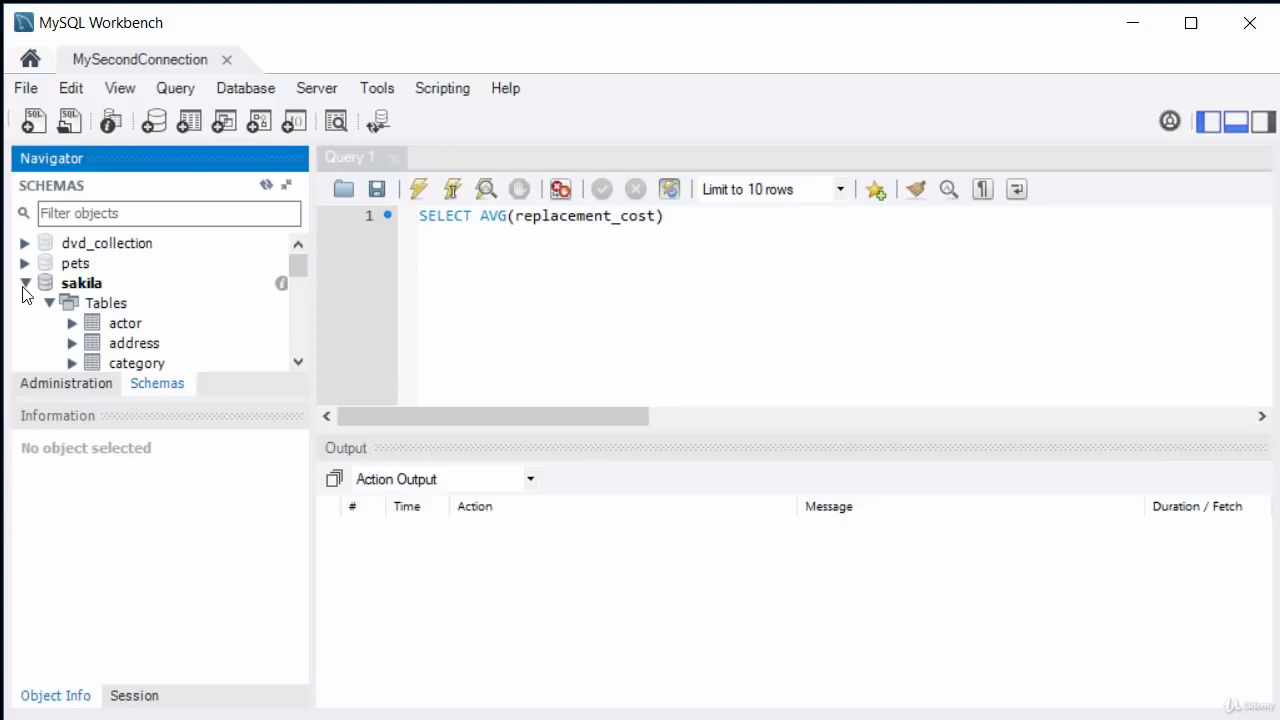 MySQL Workbench
MySecondConnection
File Edit View Query Database Server Tools Scripting Help
Navigator
Query 1
SCHEMAS
Limit to 10 rows
Filter objects
1 SELECT AVG(replacement_cost)
dvd_collection
pets
sakila
Tables
actor
address
category
Administration Schemas
Information
No object selected
Output
Action Output
# Time Action Message Duration / Fetch
Object Info Session
Udemy